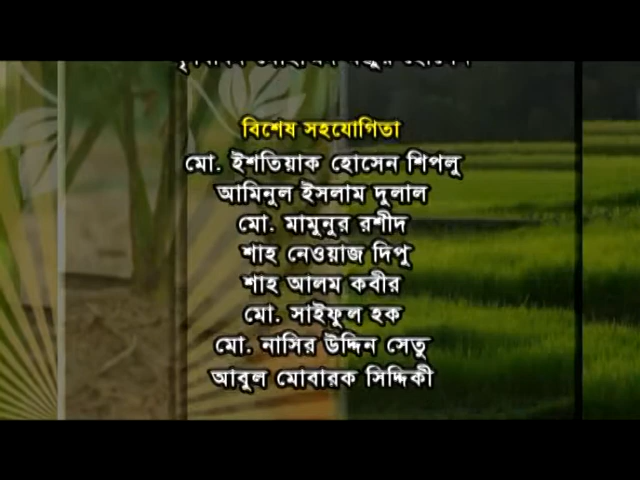 বিশেষ সহযোগিতা
মো. ইশতিয়াক হোসেন শিপলু
আমিনুল ইসলাম দুলাল
মো. মামুনুর রশীদ
শাহ নেওয়াজ দিপু
শাহ আলম কবীর
মো. সাইফুল হক
মো. নাসির উদ্দিন সেতু
আবুল মোবারক সিদ্দিকী